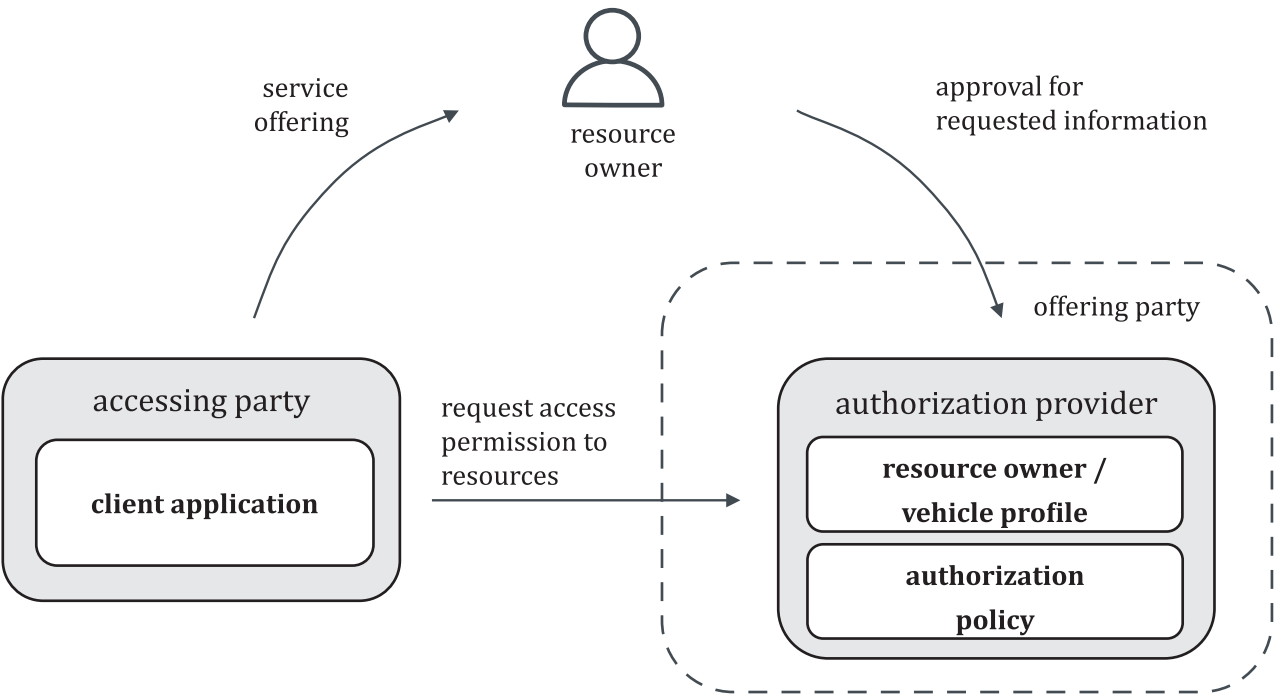 service
offering
resource
owner
approval for
requested information
offering party
accessing party
client application
request access
permission to
resources
authorization provider
resource owner /
vehicle profile
authorization
policy